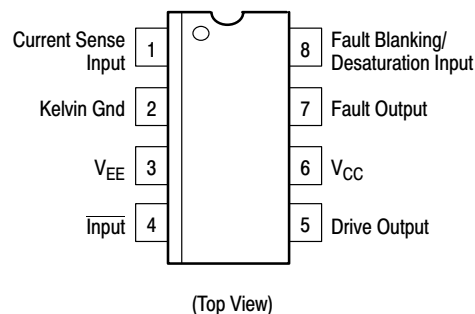 Current Sense
Input
1
8
Fault Blanking/
Desaturation Input
Kelvin Gnd
2
7
Fault Output
VEE
3
6
VCC
Input
4
5
Drive Output
(Top View)